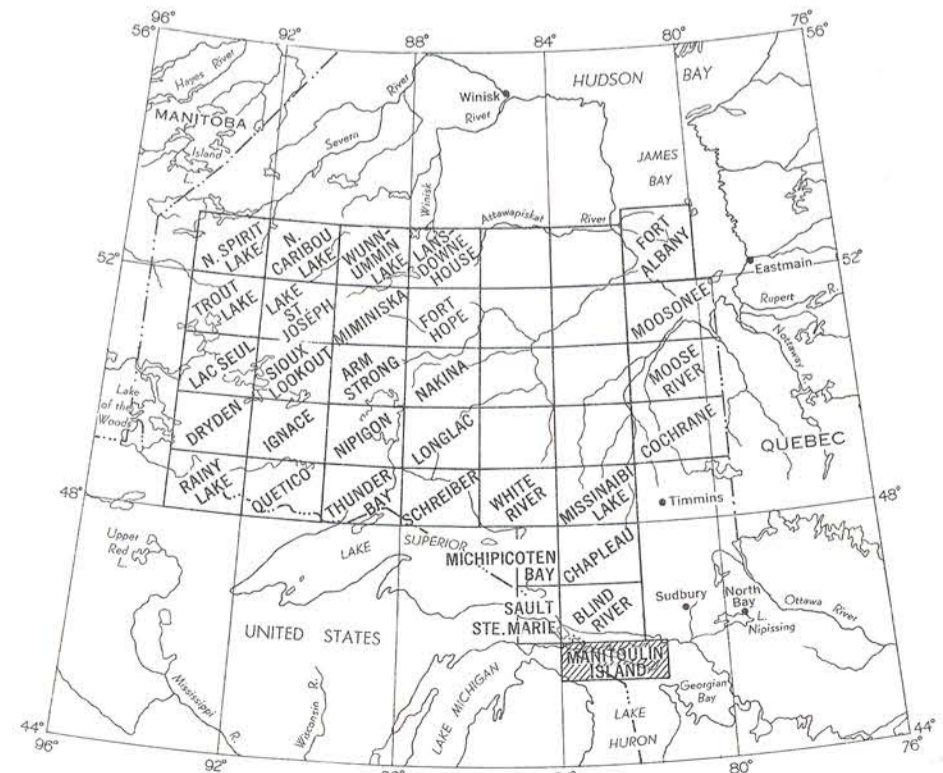 96°
92°
88°
84°
80°
76°
56°
56°
HUDSON BAY
Hayes River
MANITOBA
Island L.
Severn River
Winisk
River
Winisk
JAMES
BAY
Attawapiskat River
N. SPIRIT
LAKE
N.
CARIBOU
LAKE
WUNN-
UMMIN
LAKE
LANS-
DOWNE
HOUSE
FORT
ALBANY
52°
52°
Eastmain
TROUT
LAKE
LAKE
ST
JOSEPH
MIMINISKA
FORT
HOPE
MOOSONEE
Rupert R.
Nottaway R.
LAC SEUL
SIOUX
LOOKOUT
ARM
STRONG
NAKINA
MOOSE
RIVER
Lake
of the
Woods
DRYDEN
IGNACE
NIPIGON
LONGLAC
COCHRANE
QUEBEC
RAINY
LAKE
QUETICO
THUNDER
BAY
SCHREIBER
WHITE
RIVER
MISSINAIBI
LAKE
Timmins
48°
48°
Upper
Red
L.
LAKE SUPERIOR
MICHIPICOTEN
BAY
CHAPLEAU
SAULT
STE. MARIE
BLIND
RIVER
Sudbury
North
Bay
L.
Nipissing
Ottawa
River
UNITED STATES
MANITOULIN
ISLAND
Georgian
Bay
Mississippi
R.
Wisconsin R.
LAKE MICHIGAN
LAKE
HURON
44°
44°
96°
92°
80°
76°